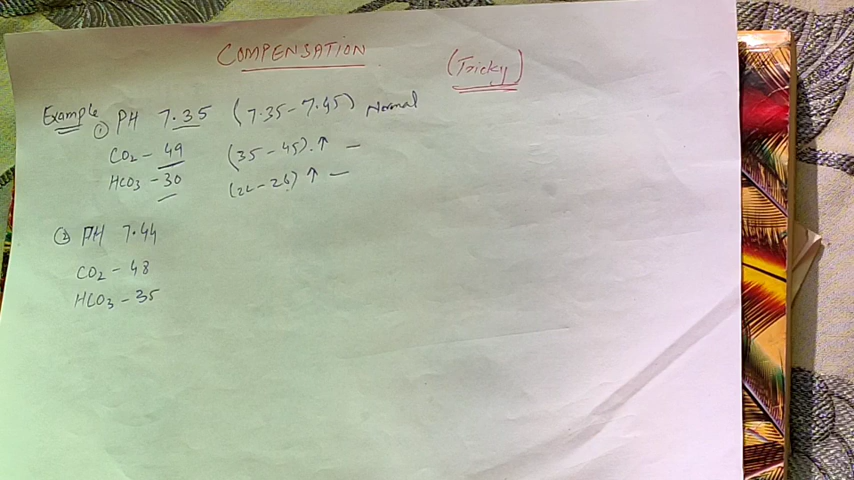 COMPENSATION
(Tricky)
Example ① PH 7.35 (7.35-7.45) Normal
CO2 - 49 (35-45).↑ -
HCO3 - 30 (22-26) ↑ -
② PH 7.44
CO2 - 48
HCO3 - 35